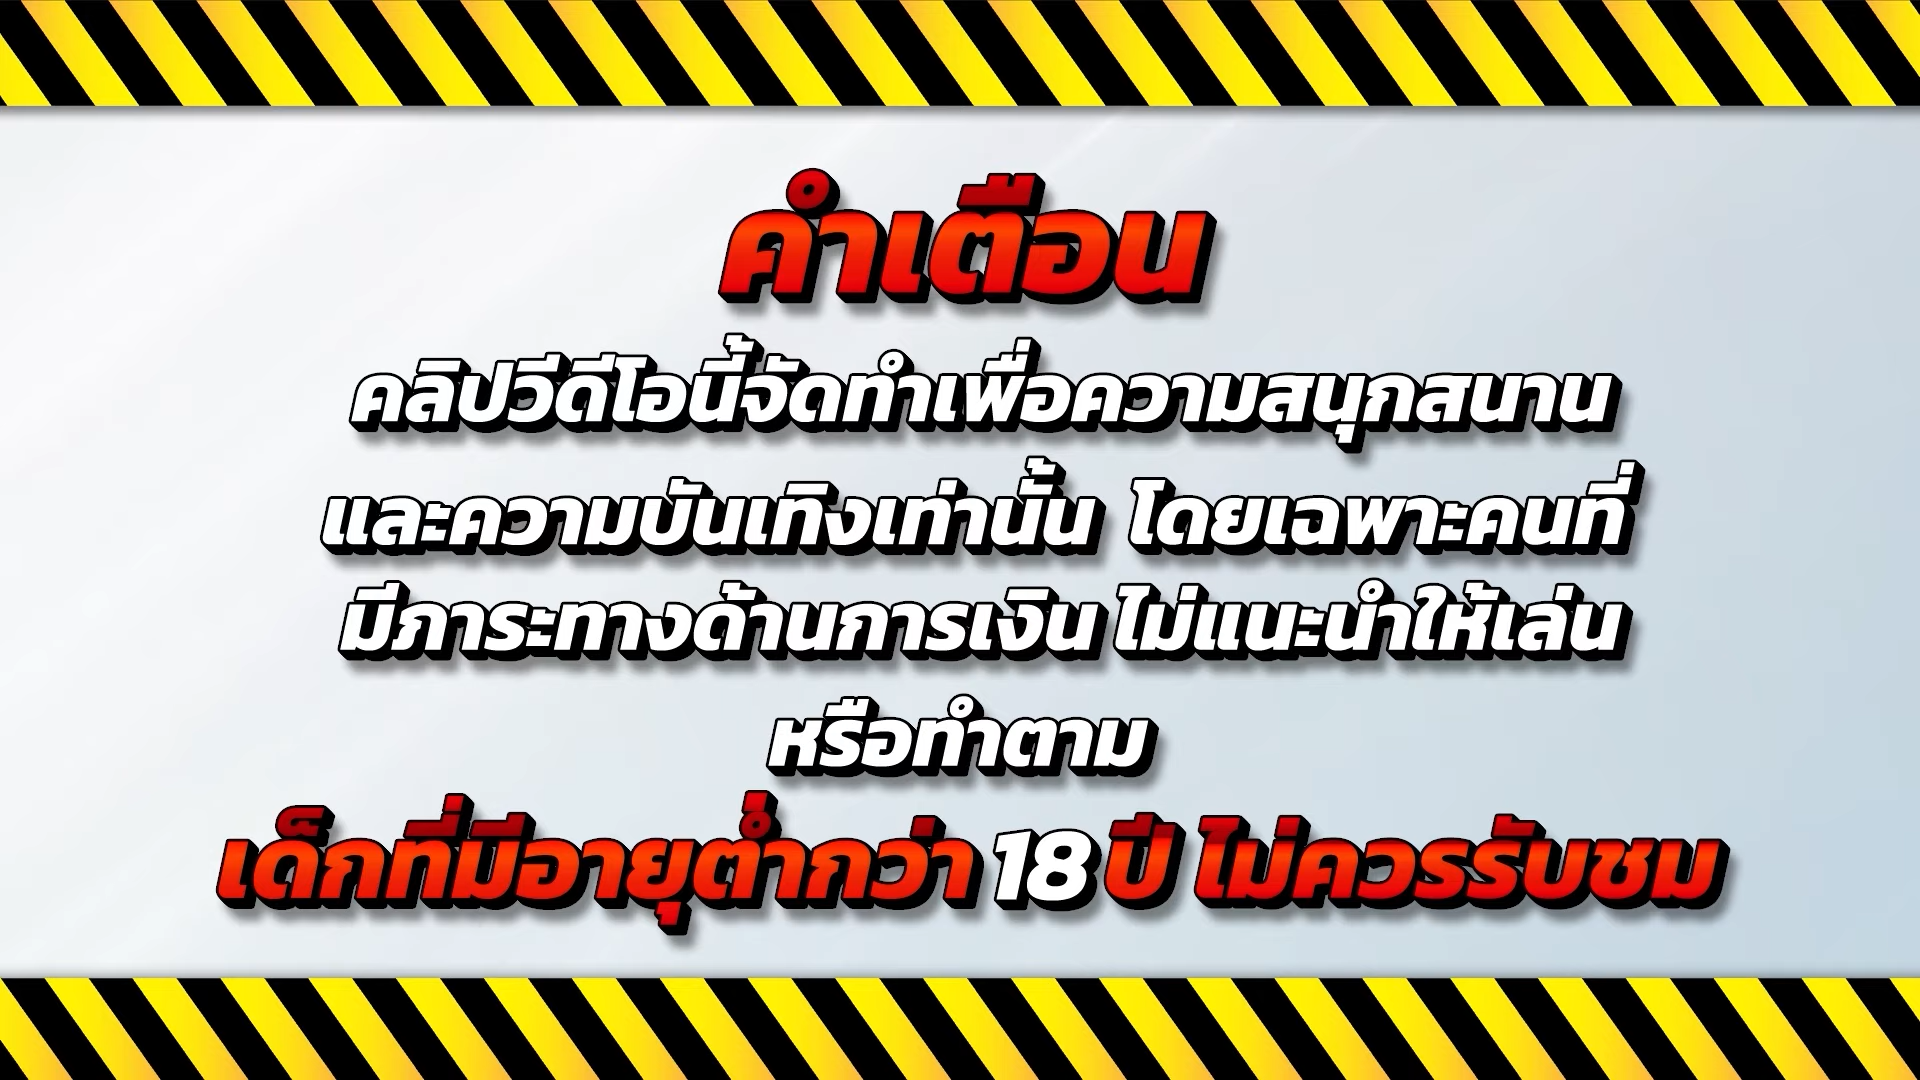 คำเตือน
คลิปวีดีโอนี้จัดทำเพื่อความสนุกสนาน
และความบันเทิงเท่านั้น โดยเฉพาะคนที่
มีภาระทางด้านการเงิน ไม่แนะนำให้เล่น
หรือทำตาม
เด็กที่มีอายุต่ำกว่า 18 ปี ไม่ควรรับชม